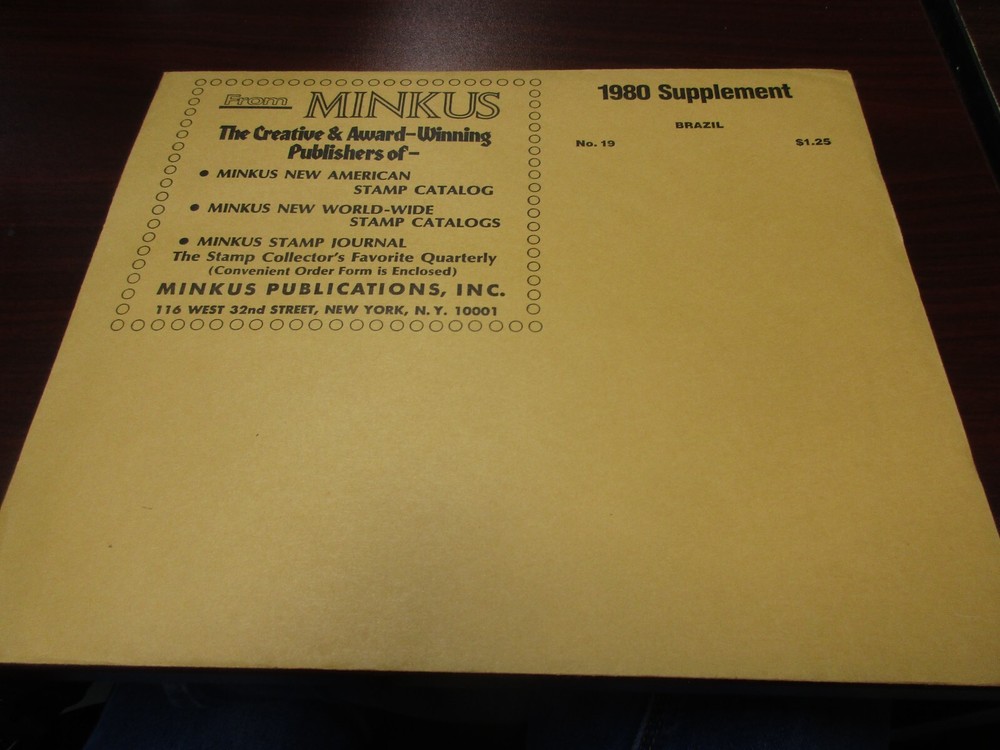 From MINKUS
The Creative & Award-Winning
Publishers of-
● MINKUS NEW AMERICAN
STAMP CATALOG
● MINKUS NEW WORLD-WIDE
STAMP CATALOGS
● MINKUS STAMP JOURNAL
The Stamp Collector's Favorite Quarterly
(Convenient Order Form is Enclosed)
MINKUS PUBLICATIONS, INC.
116 WEST 32nd STREET, NEW YORK, N. Y. 10001
1980 Supplement
BRAZIL
No. 19 $1.25